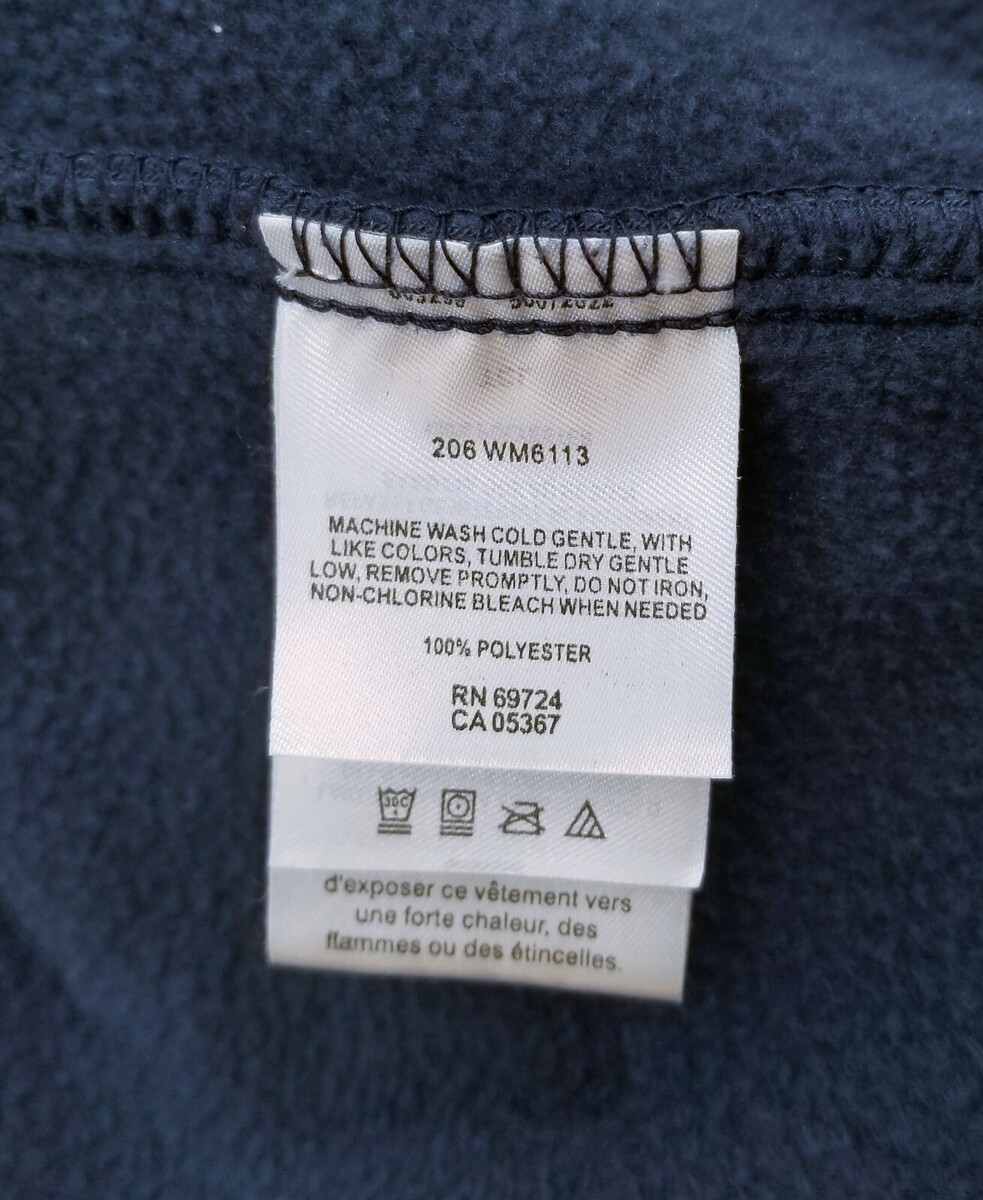 206 WM6113
MACHINE WASH COLD GENTLE, WITH
LIKE COLORS, TUMBLE DRY GENTLE
LOW, REMOVE PROMPTLY, DO NOT IRON,
NON-CHLORINE BLEACH WHEN NEEDED
100% POLYESTER
RN 69724
CA 05367
30C
d'exposer ce vêtement vers
une forte chaleur, des
flammes ou des étincelles.